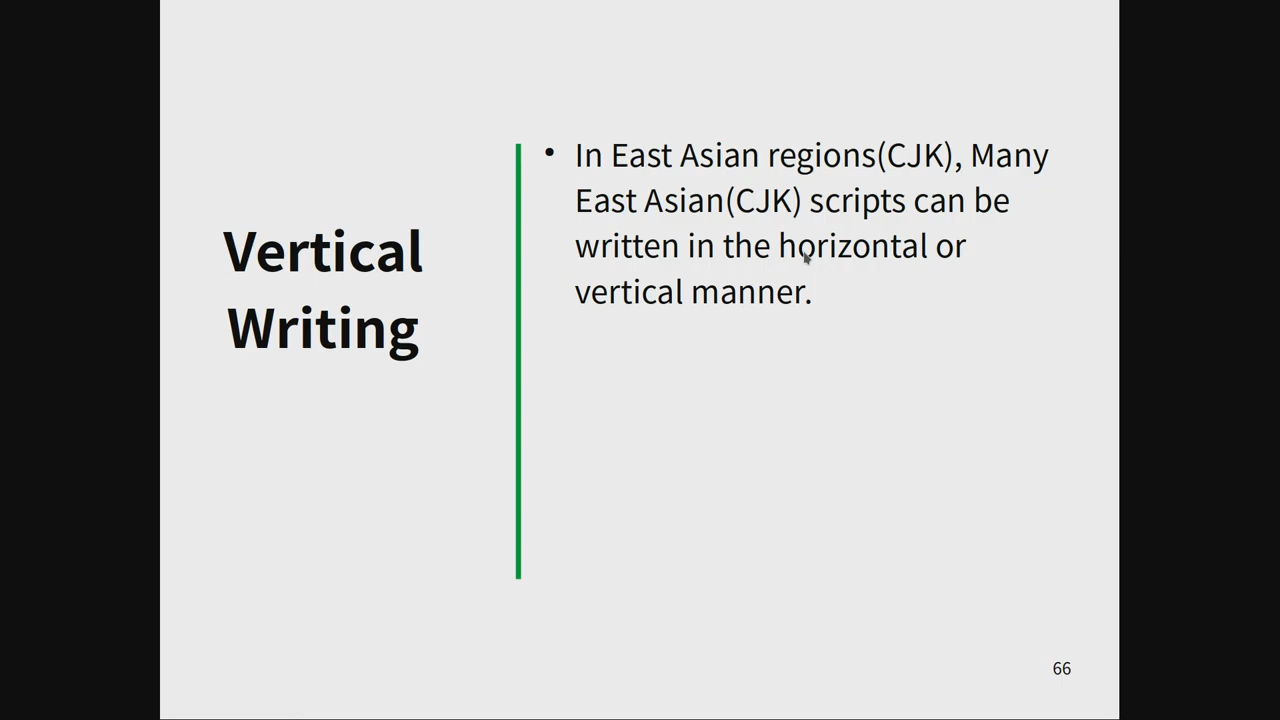 Vertical
Writing
• In East Asian regions(CJK), Many
East Asian(CJK) scripts can be
written in the horizontal or
vertical manner.
66